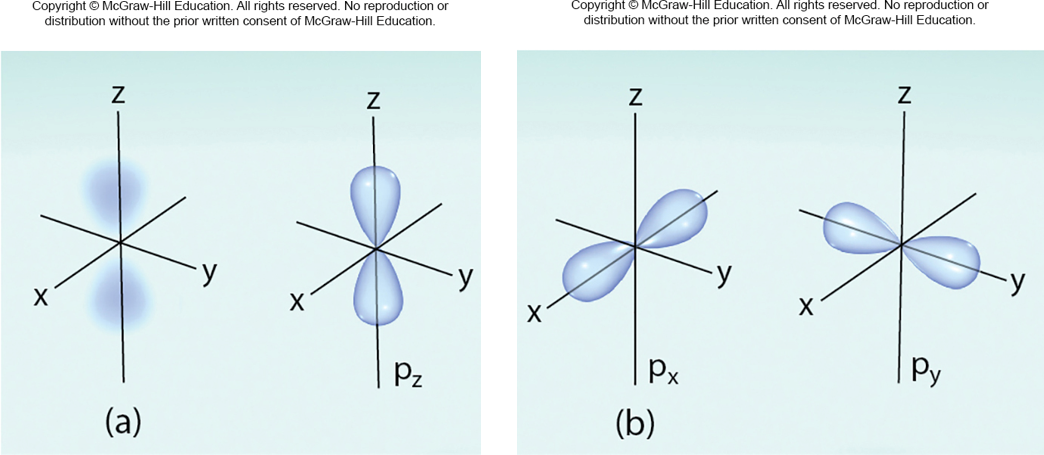 Copyright © McGraw-Hill Education. All rights reserved. No reproduction or
distribution without the prior written consent of McGraw-Hill Education.
z
z
y
y
x
x
pz
(a)
Copyright © McGraw-Hill Education. All rights reserved. No reproduction or
distribution without the prior written consent of McGraw-Hill Education.
z
z
y
y
x
x
px
py
(b)